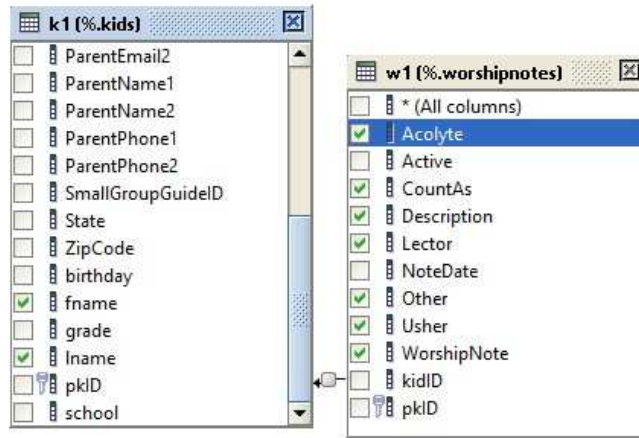 k1 (%.kids)
ParentEmail2
ParentName1
ParentName2
ParentPhone1
ParentPhone2
SmallGroupGuideID
State
ZipCode
birthday
fname
grade
lname
pkID
school
w1 (%.worshipnotes)
* (All columns)
Acolyte
Active
CountAs
Description
Lector
NoteDate
Other
Usher
WorshipNote
kidID
pkID